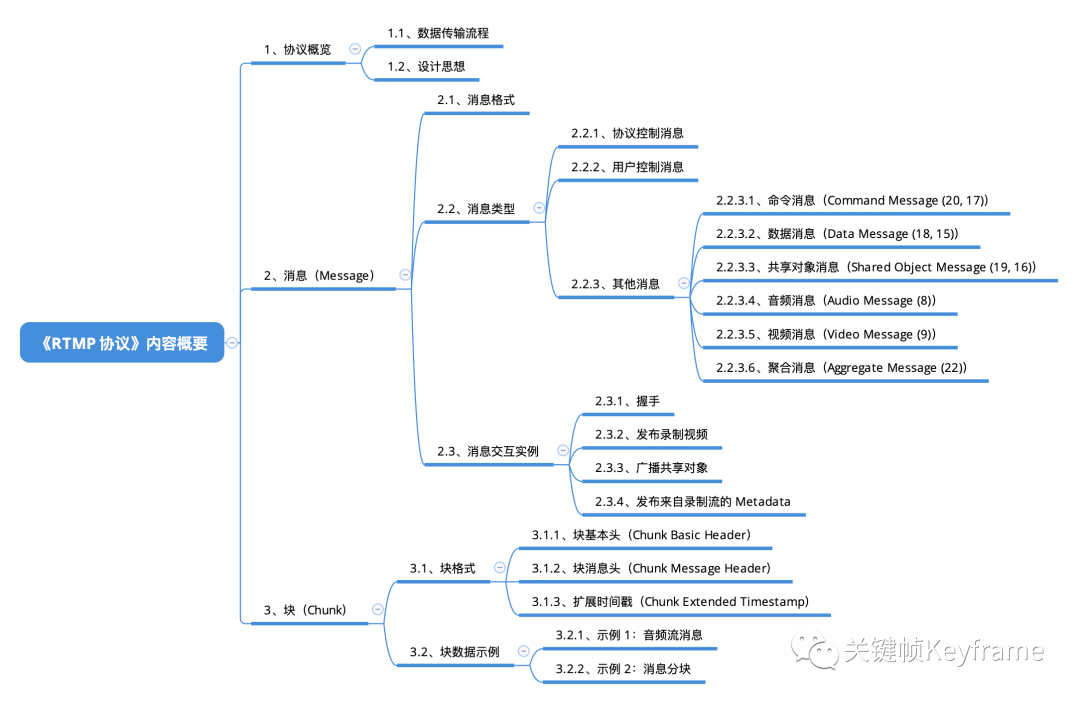 《RTMP 协议》内容概要
1、协议概览
1.1、数据传输流程
1.2、设计思想
2、消息（Message）
2.1、消息格式
2.2、消息类型
2.2.1、协议控制消息
2.2.2、用户控制消息
2.2.3、其他消息
2.2.3.1、命令消息（Command Message (20, 17)）
2.2.3.2、数据消息（Data Message (18, 15)）
2.2.3.3、共享对象消息（Shared Object Message (19, 16)）
2.2.3.4、音频消息（Audio Message (8)）
2.2.3.5、视频消息（Video Message (9)）
2.2.3.6、聚合消息（Aggregate Message (22)）
2.3、消息交互实例
2.3.1、握手
2.3.2、发布录制视频
2.3.3、广播共享对象
2.3.4、发布来自录制流的 Metadata
3、块（Chunk）
3.1、块格式
3.1.1、块基本头（Chunk Basic Header）
3.1.2、块消息头（Chunk Message Header）
3.1.3、扩展时间戳（Chunk Extended Timestamp）
3.2、块数据示例
3.2.1、示例 1：音频流消息
3.2.2、示例 2：消息分块
关键帧Keyframe